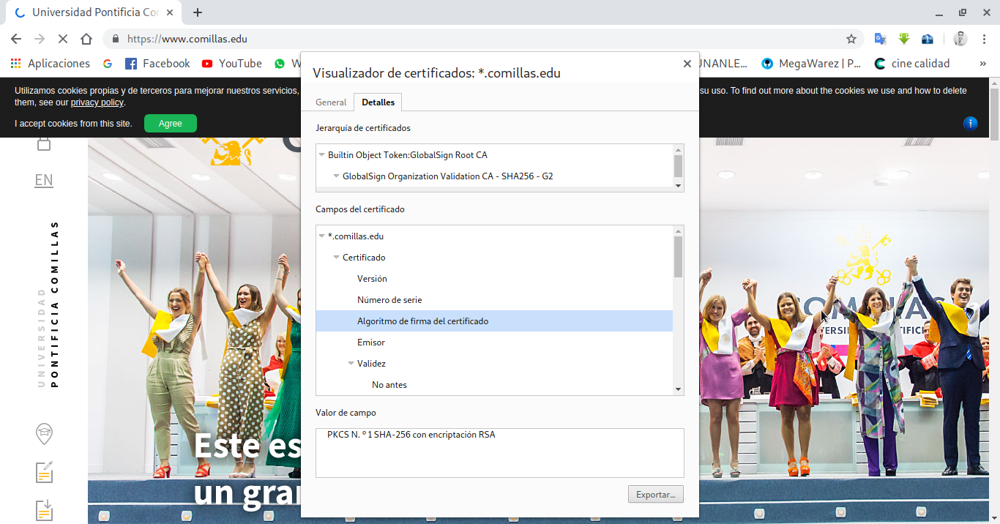 Universidad Pontificia Cor
https://www.comillas.edu
Aplicaciones
Facebook
YouTube
W
UNANLE...
MegaWarez | P...
cine calidad
»
Utilizamos cookies propias y de terceros para mejorar nuestros servicios,
su uso. To find out more about the cookies we use and how to delete
them, see our privacy policy.
I accept cookies from this site.
Agree
EN
UNIVERSIDAD
PONTIFICIA COMILLAS
Este es
un gran
Visualizador de certificados: *.comillas.edu
General
Detalles
Jerarquía de certificados
Builtin Object Token:GlobalSign Root CA
GlobalSign Organization Validation CA - SHA256 - G2
Campos del certificado
*.comillas.edu
Certificado
Versión
Número de serie
Algoritmo de firma del certificado
Emisor
Validez
No antes
Valor de campo
PKCS N. º 1 SHA-256 con encriptación RSA
Exportar...